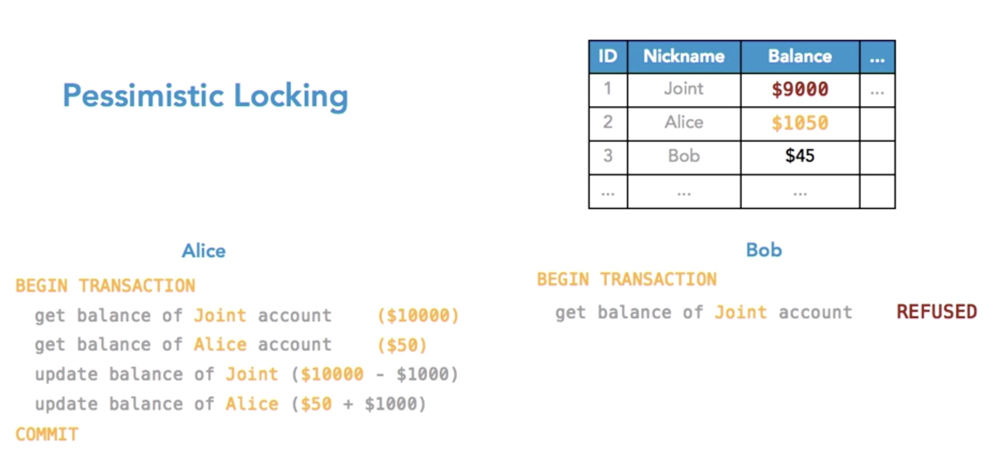 Pessimistic Locking
ID Nickname Balance ...
1 Joint $9000 ...
2 Alice $1050
3 Bob $45
... ... ...
Alice
BEGIN TRANSACTION
get balance of Joint account ($10000)
get balance of Alice account ($50)
update balance of Joint ($10000 - $1000)
update balance of Alice ($50 + $1000)
COMMIT
Bob
BEGIN TRANSACTION
get balance of Joint account REFUSED